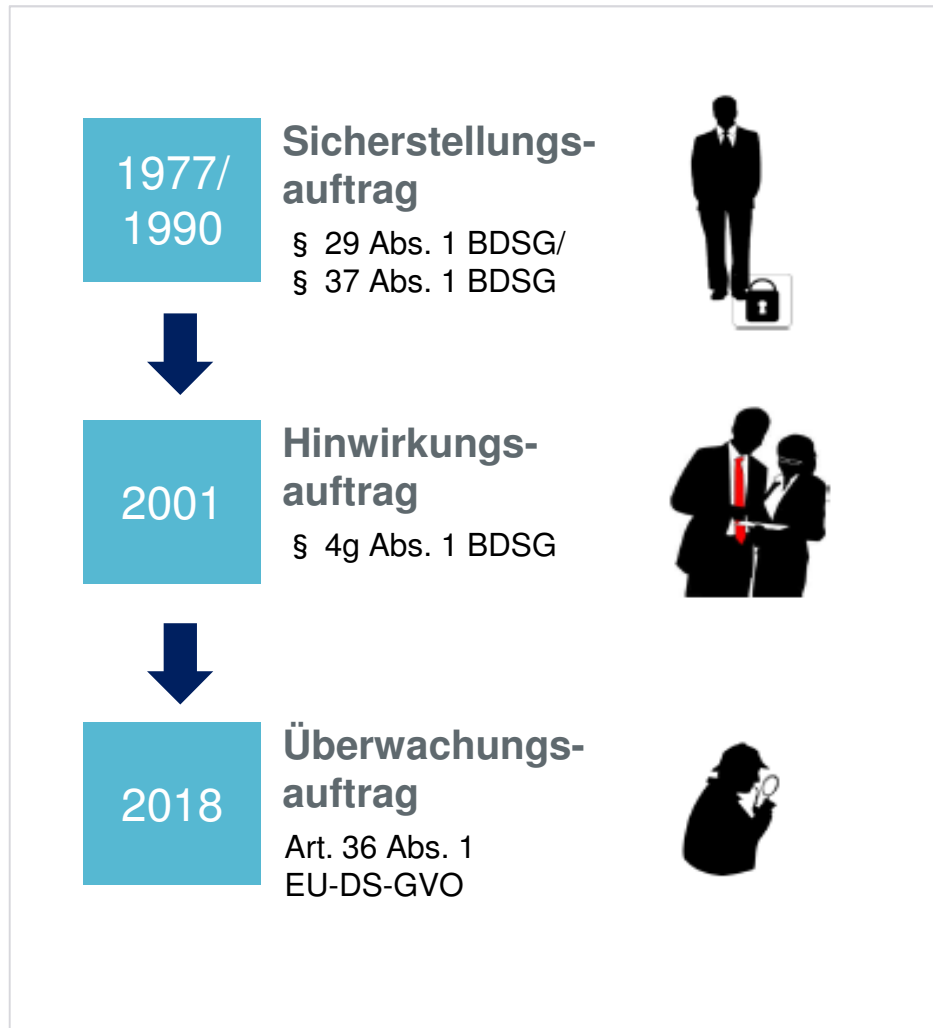 1977/
1990
Sicherstellungs-
auftrag
§ 29 Abs. 1 BDSG/
§ 37 Abs. 1 BDSG
2001
Hinwirkungs-
auftrag
§ 4g Abs. 1 BDSG
2018
Überwachungs-
auftrag
Art. 36 Abs. 1
EU-DS-GVO